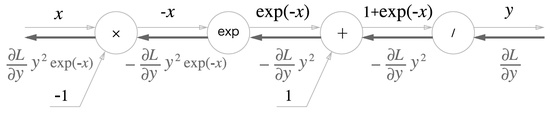 x -x exp(-x) 1+exp(-x) y
× exp + /
∂L/∂y y² exp(-x) - ∂L/∂y y² exp(-x) - ∂L/∂y y² - ∂L/∂y y² ∂L/∂y
-1 1